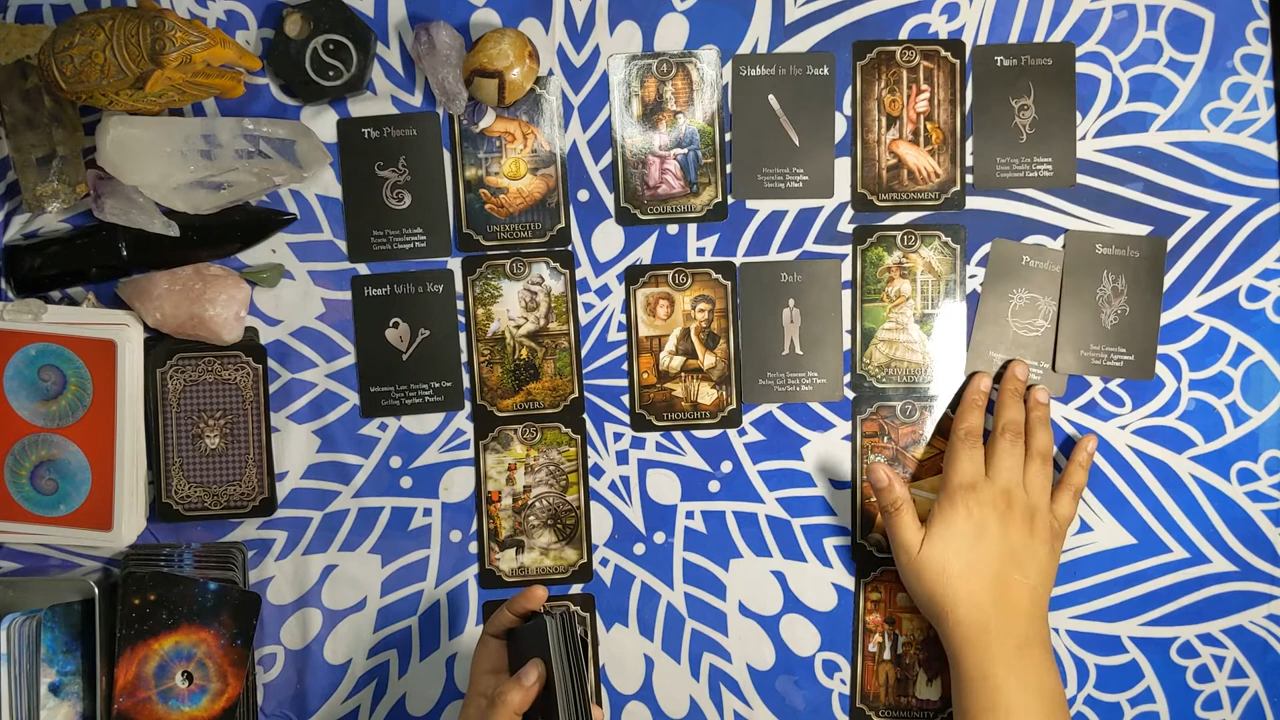 The Phoenix
New Phase, Rekindle,
Rebirth, Transformation
Growth, Changed Mind
UNEXPECTED
INCOME
4
COURTSHIP
Stabbed in the Back
Heartbreak, Pain
Separation, Deception
Shocking Attack
29
IMPRISONMENT
Twin Flames
Yin/Yang, Zen, Balance,
Union, Duality, Coupling
Complement Each Other
Heart With a Key
Welcoming Love, Meeting The One
Open Your Heart,
Getting Together, Perfect
15
LOVERS
16
THOUGHTS
Date
Meeting Someone New
Dating, Get Back Out There
Plan/Set a Date
12
PRIVILEGED
LADY
Paradise
Soulmates
Soul Connection
Partnership, Agreement
Soul Contract
25
HIGH HONOR
7
COMMUNITY